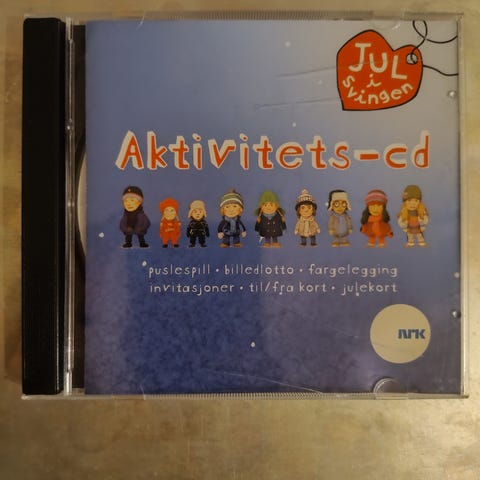 JUL
i
svingen
Aktivitets-cd
puslespill • billedlotto • fargelegging
invitasjoner • til/fra kort • julekort
NRK